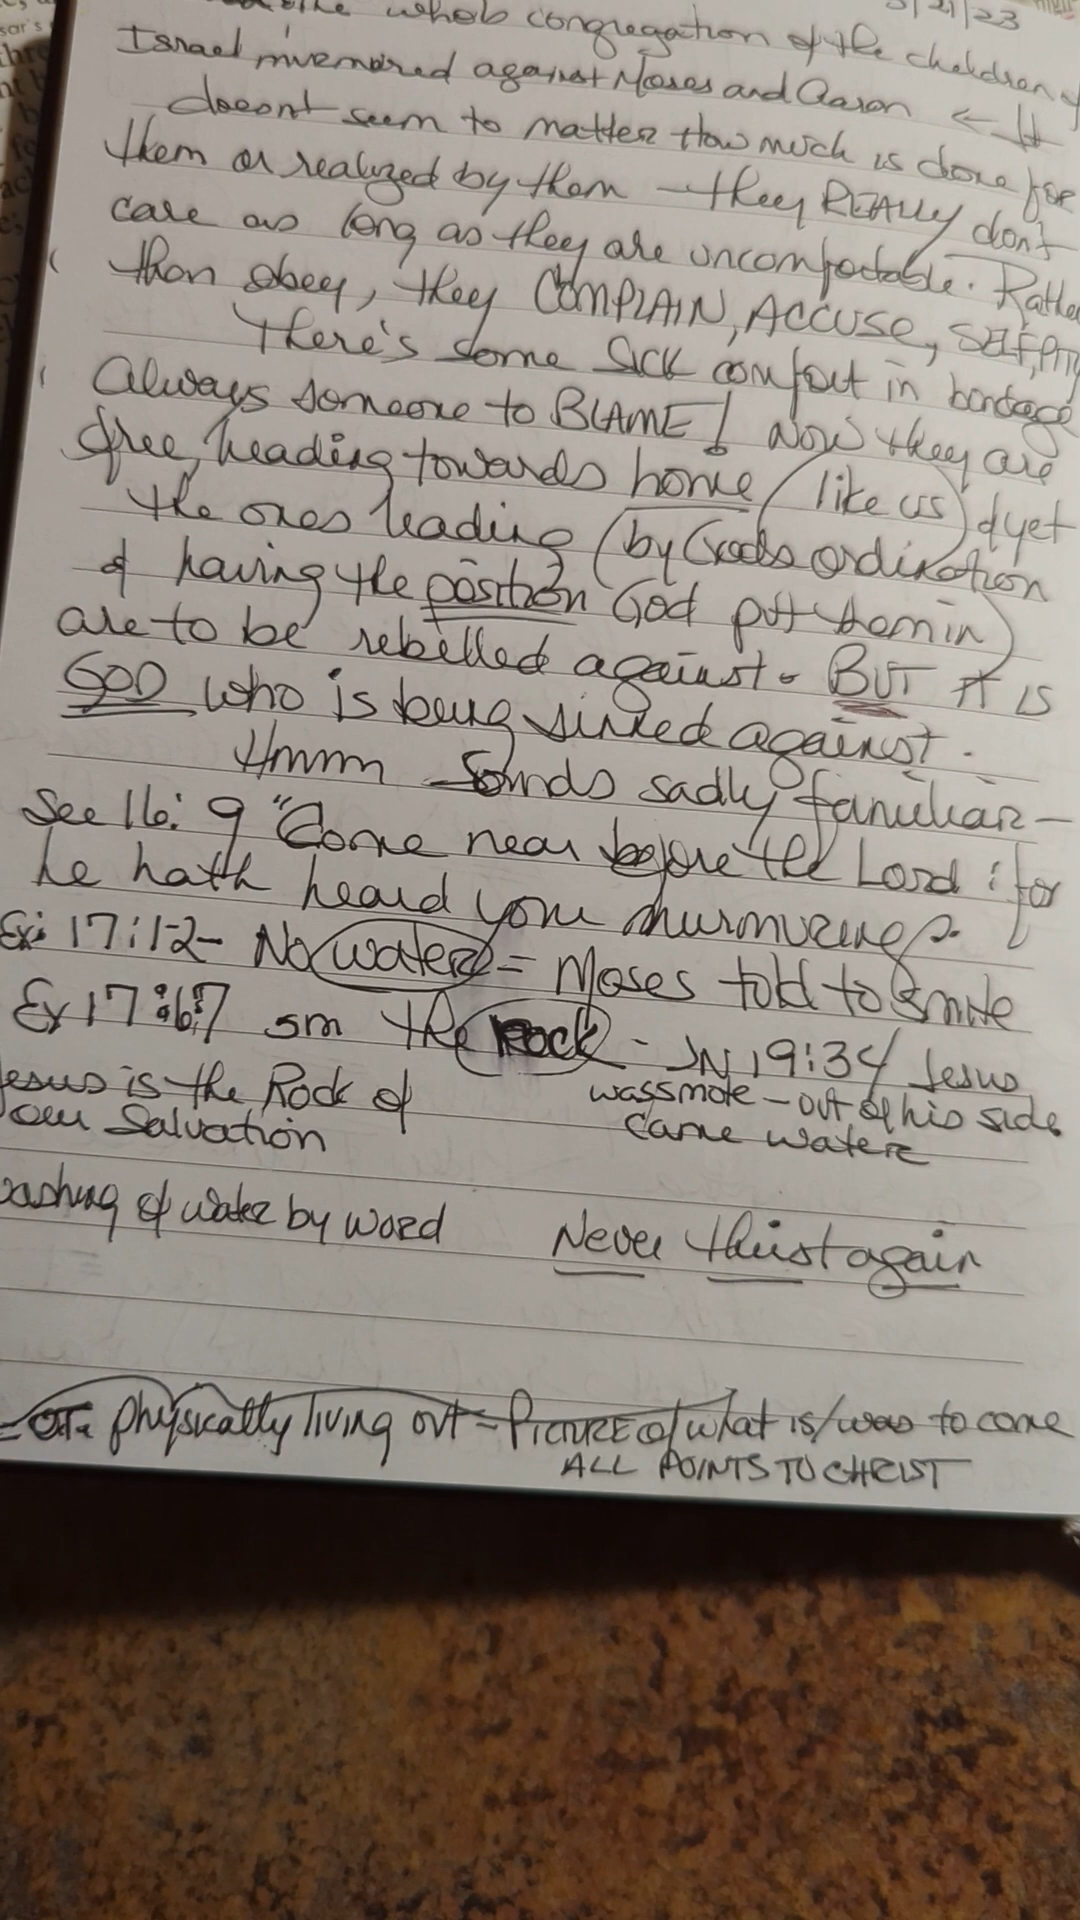 whole congregation of the children of
3/21/23
Israel murmured against Moses and Aaron ← It
doesn't seem to matter How much is done for
them or realized by them — they REALLY don't
care as long as they are uncomfortable. Rather
than obey, they COMPLAIN, ACCUSE, SELF, PITY
There's some SICK comfort in bondage
Always someone to BLAME! Now they are
free, heading towards home (like us) & yet
the ones leading (by Gods ordination
& having the position God put them in)
are to be rebelled against - BUT IT IS
GOD who is being sinned against.
Hmmm Sounds sadly familiar —
See 16:9 "Come near before the Lord: for
he hath heard your murmurings.
Ex: 17:1-2 - No water = Moses told to smite
Ex 17:6,7 sm the Rock - JN 19:34 Jesus
Jesus is the Rock of
our Salvation
was smote - out of his side
came water
washing of water by word
Never thirst again
= OT = physically living out = PICTURE of what is/was to come
ALL POINTS TO CHRIST